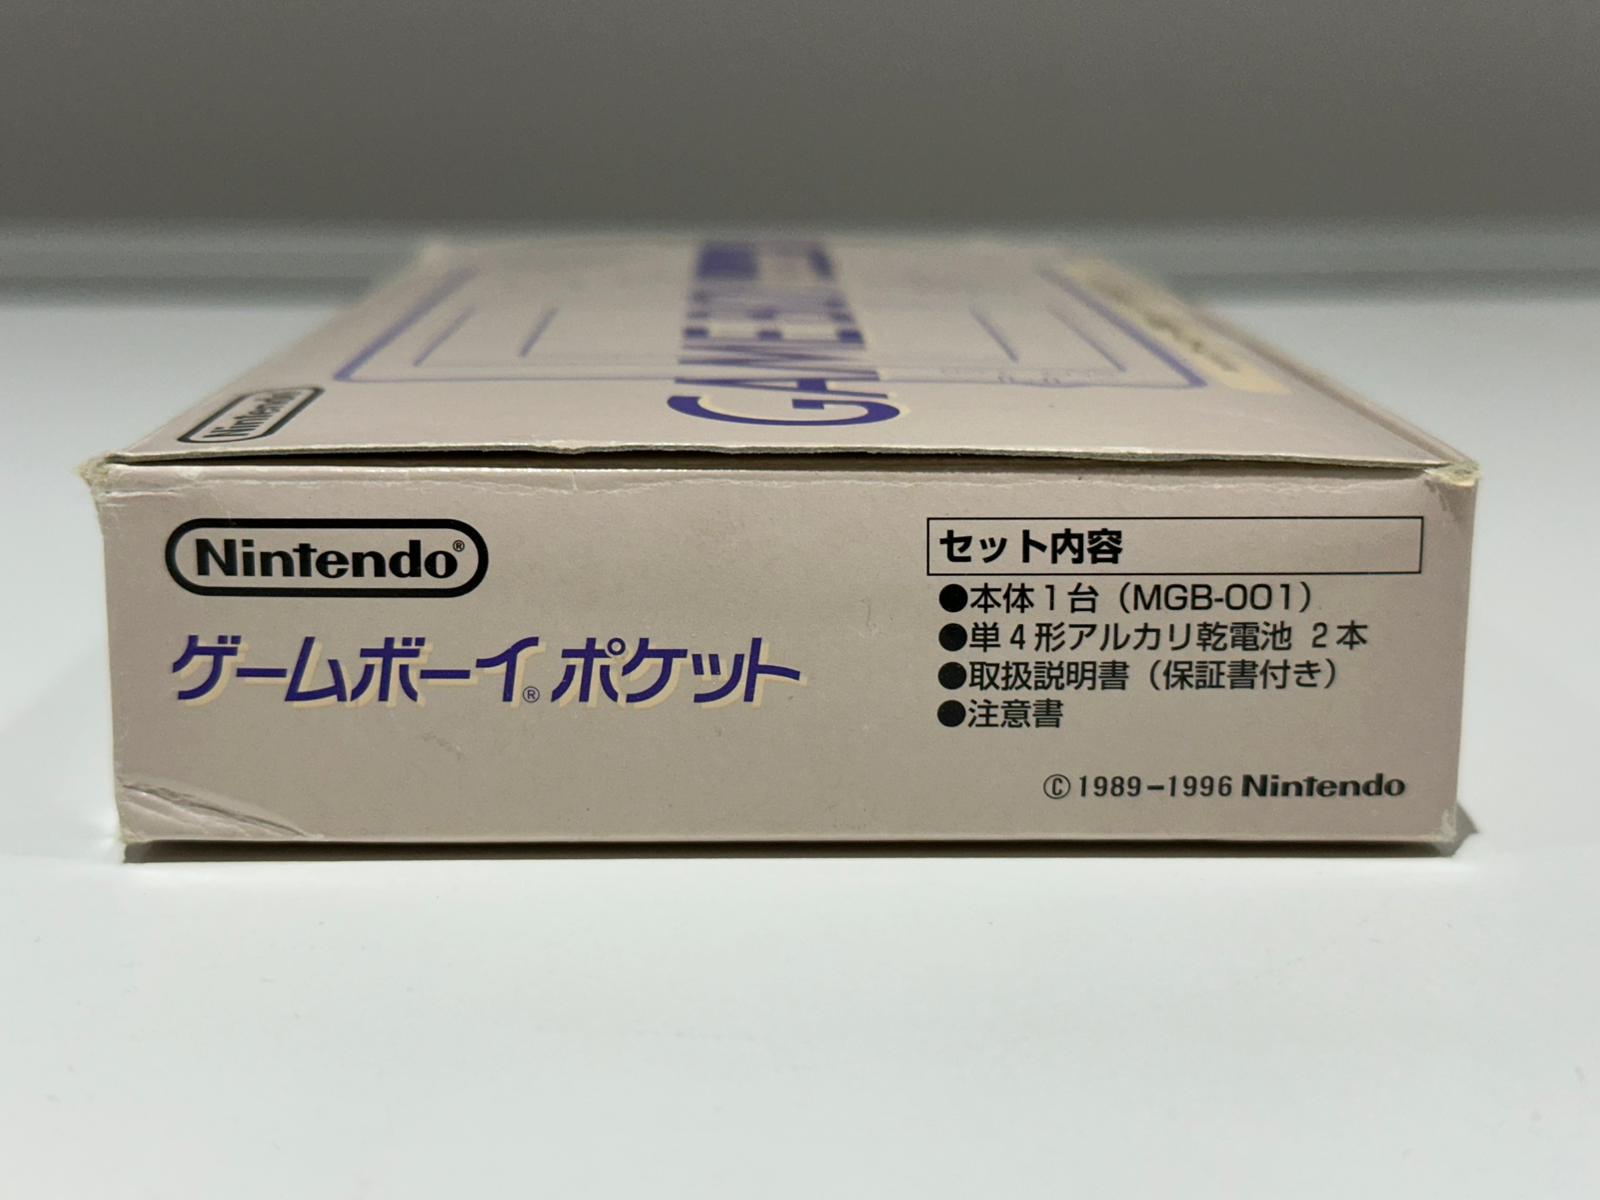 GAMEBOY
Nintendo
Nintendo®
ゲームボーイ® ポケット
セット内容
●本体1台（MGB-001）
●単4形アルカリ乾電池 2本
●取扱説明書（保証書付き）
●注意書
©1989-1996 Nintendo